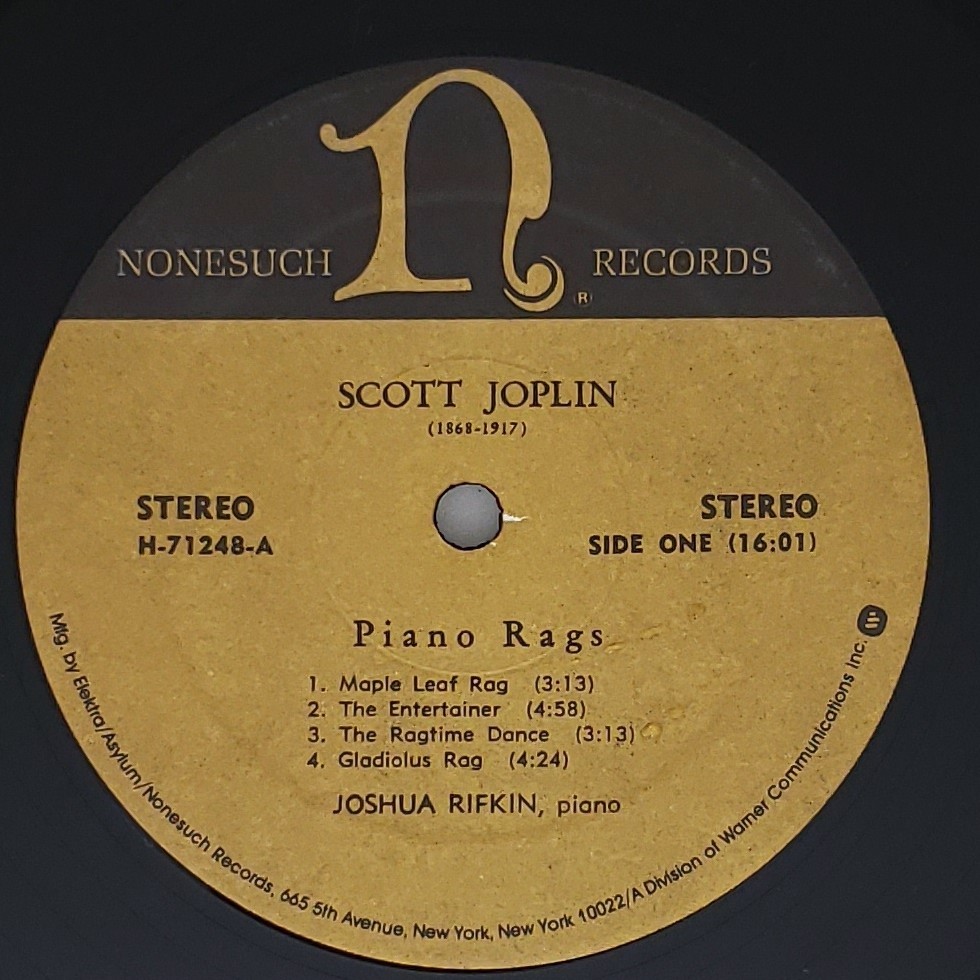 n
NONESUCH RECORDS ®
SCOTT JOPLIN
(1868-1917)
STEREO STEREO
H-71248-A SIDE ONE (16:01)
Piano Rags
1. Maple Leaf Rag (3:13)
2. The Entertainer (4:58)
3. The Ragtime Dance (3:13)
4. Gladiolus Rag (4:24)
JOSHUA RIFKIN, piano
Mfg. by Elektra/Asylum/Nonesuch Records, 665 5th Avenue, New York, New York 10022/A Division of Warner Communications Inc.